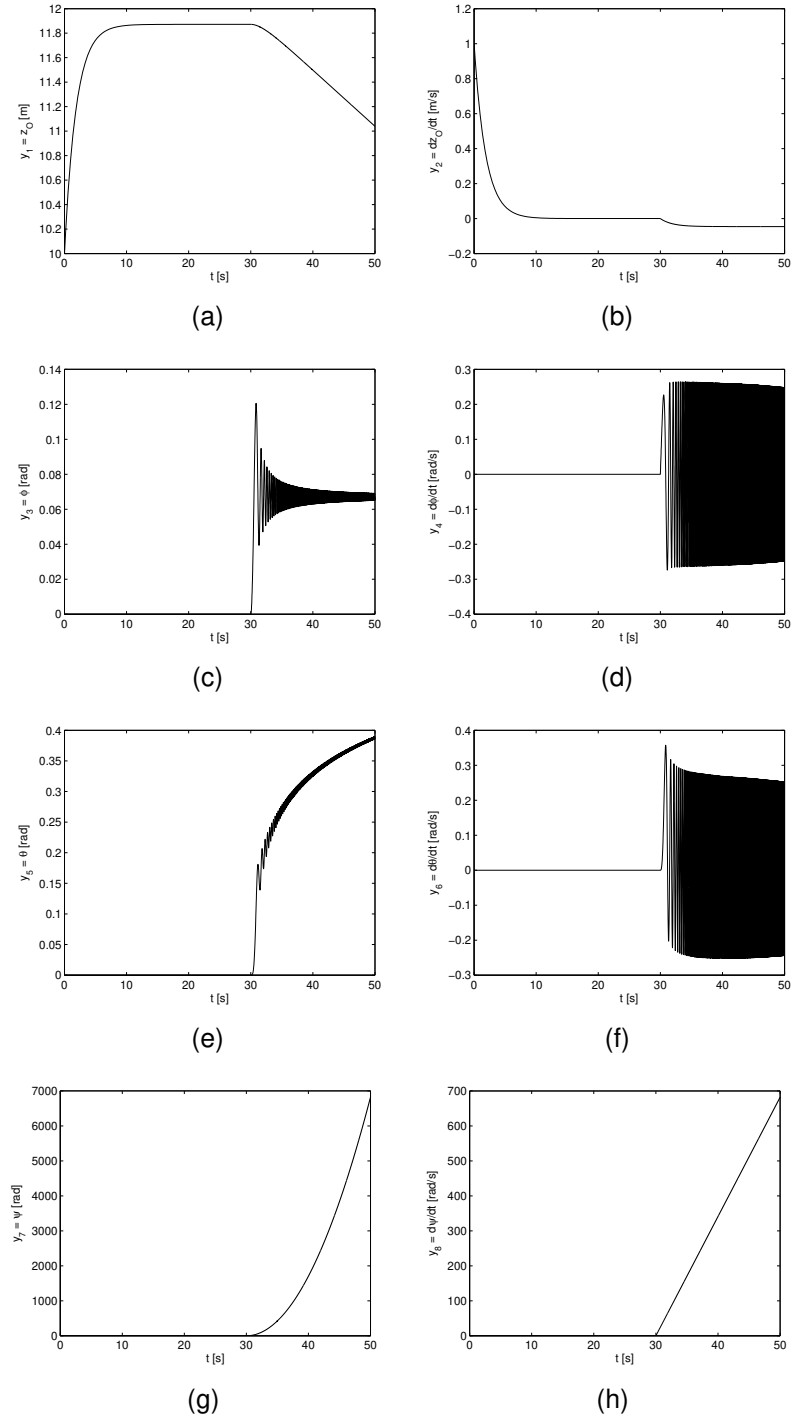 12
11.8
11.6
11.4
11.2
11
10.8
10.6
10.4
10.2
10
0 10 20 30 40 50
t [s]
y1 = zO [m]
(a)
1.2
1
0.8
0.6
0.4
0.2
0
−0.2
0 10 20 30 40 50
t [s]
y2 = dzO/dt [m/s]
(b)
0.14
0.12
0.1
0.08
0.06
0.04
0.02
0
0 10 20 30 40 50
t [s]
y3 = ϕ [rad]
(c)
0.3
0.2
0.1
0
−0.1
−0.2
−0.3
−0.4
0 10 20 30 40 50
t [s]
y4 = dϕ/dt [rad/s]
(d)
0.4
0.35
0.3
0.25
0.2
0.15
0.1
0.05
0
0 10 20 30 40 50
t [s]
y5 = θ [rad]
(e)
0.4
0.3
0.2
0.1
0
−0.1
−0.2
−0.3
0 10 20 30 40 50
t [s]
y6 = dθ/dt [rad/s]
(f)
7000
6000
5000
4000
3000
2000
1000
0
0 10 20 30 40 50
t [s]
y7 = ψ [rad]
(g)
700
600
500
400
300
200
100
0
0 10 20 30 40 50
t [s]
y8 = dψ/dt [rad/s]
(h)